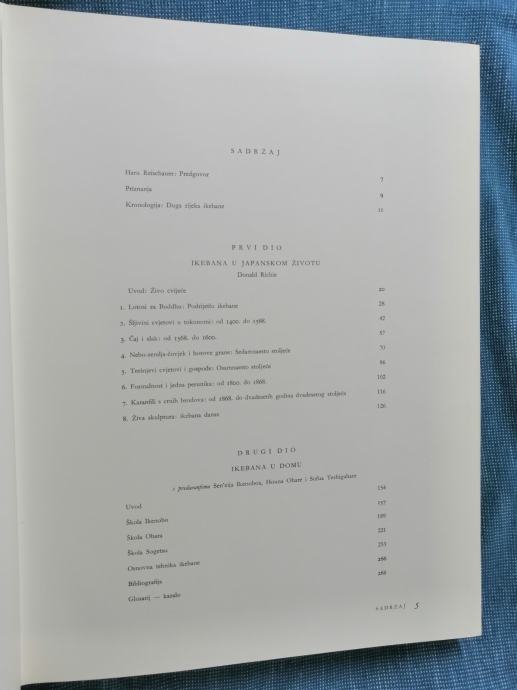 SADRŽAJ
Haru Reischauer: Predgovor 7
Priznanja 9
Kronologija: Duga rijeka ikebane 11
PRVI DIO
IKEBANA U JAPANSKOM ŽIVOTU
Donald Richie
Uvod: Živo cvijeće 20
1. Lotosi za Buddhu: Podrijetlo ikebane 28
2. Šljivini cvjetovi u tokonomi: od 1400. do 1568. 42
3. Čaj i slak: od 1568. do 1600. 57
4. Nebo-zemlja-čovjek i borove grane: Sedamnaesto stoljeće 70
5. Trešnjevi cvjetovi i gospođe: Osamnaesto stoljeće 86
6. Formalnost i jedna perunika: od 1800. do 1868. 102
7. Karanfili s crnih brodova: od 1868. do dvadesetih godina dvadesetog stoljeća 116
8. Živa skulptura: ikebana danas 126
DRUGI DIO
IKEBANA U DOMU
s predavanjima Sen'eija Ikenoboa, Houna Ohare i Sofua Teshigahare
Uvod 154
Škola Ikenobo 157
Škola Ohara 189
Škola Sogetsu 221
Osnovna tehnika ikebane 253
Bibliografija 266
Glosarij — kazalo 268
SADRŽAJ 5